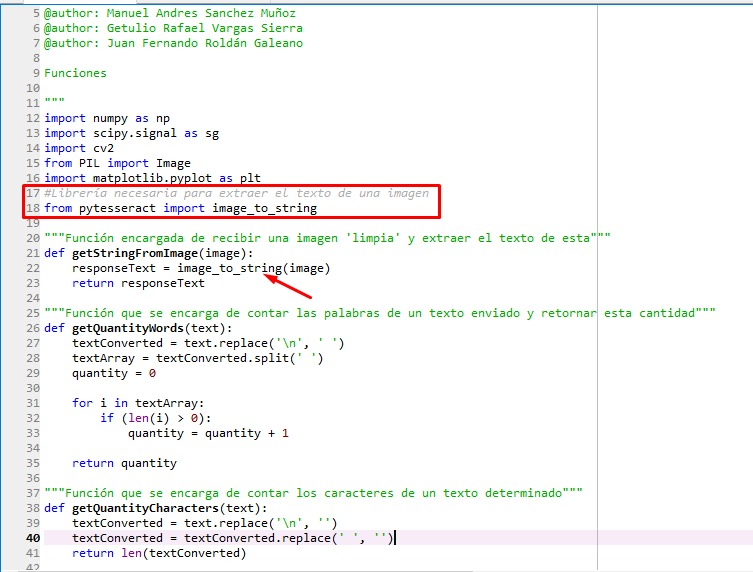 5 @author: Manuel Andres Sanchez Muñoz
6 @author: Getulio Rafael Vargas Sierra
7 @author: Juan Fernando Roldán Galeano
8
9 Funciones
10
11 """
12 import numpy as np
13 import scipy.signal as sg
14 import cv2
15 from PIL import Image
16 import matplotlib.pyplot as plt
17 #Librería necesaria para extraer el texto de una imagen
18 from pytesseract import image_to_string
19
20 """Función encargada de recibir una imagen 'limpia' y extraer el texto de esta"""
21 def getStringFromImage(image):
22     responseText = image_to_string(image)
23     return responseText
24
25 """Función que se encarga de contar las palabras de un texto enviado y retornar esta cantidad"""
26 def getQuantityWords(text):
27     textConverted = text.replace('\n', ' ')
28     textArray = textConverted.split(' ')
29     quantity = 0
30
31     for i in textArray:
32         if (len(i) > 0):
33             quantity = quantity + 1
34
35     return quantity
36
37 """Función que se encarga de contar los caracteres de un texto determinado"""
38 def getQuantityCharacters(text):
39     textConverted = text.replace('\n', '')
40     textConverted = textConverted.replace(' ', '')
41     return len(textConverted)
42